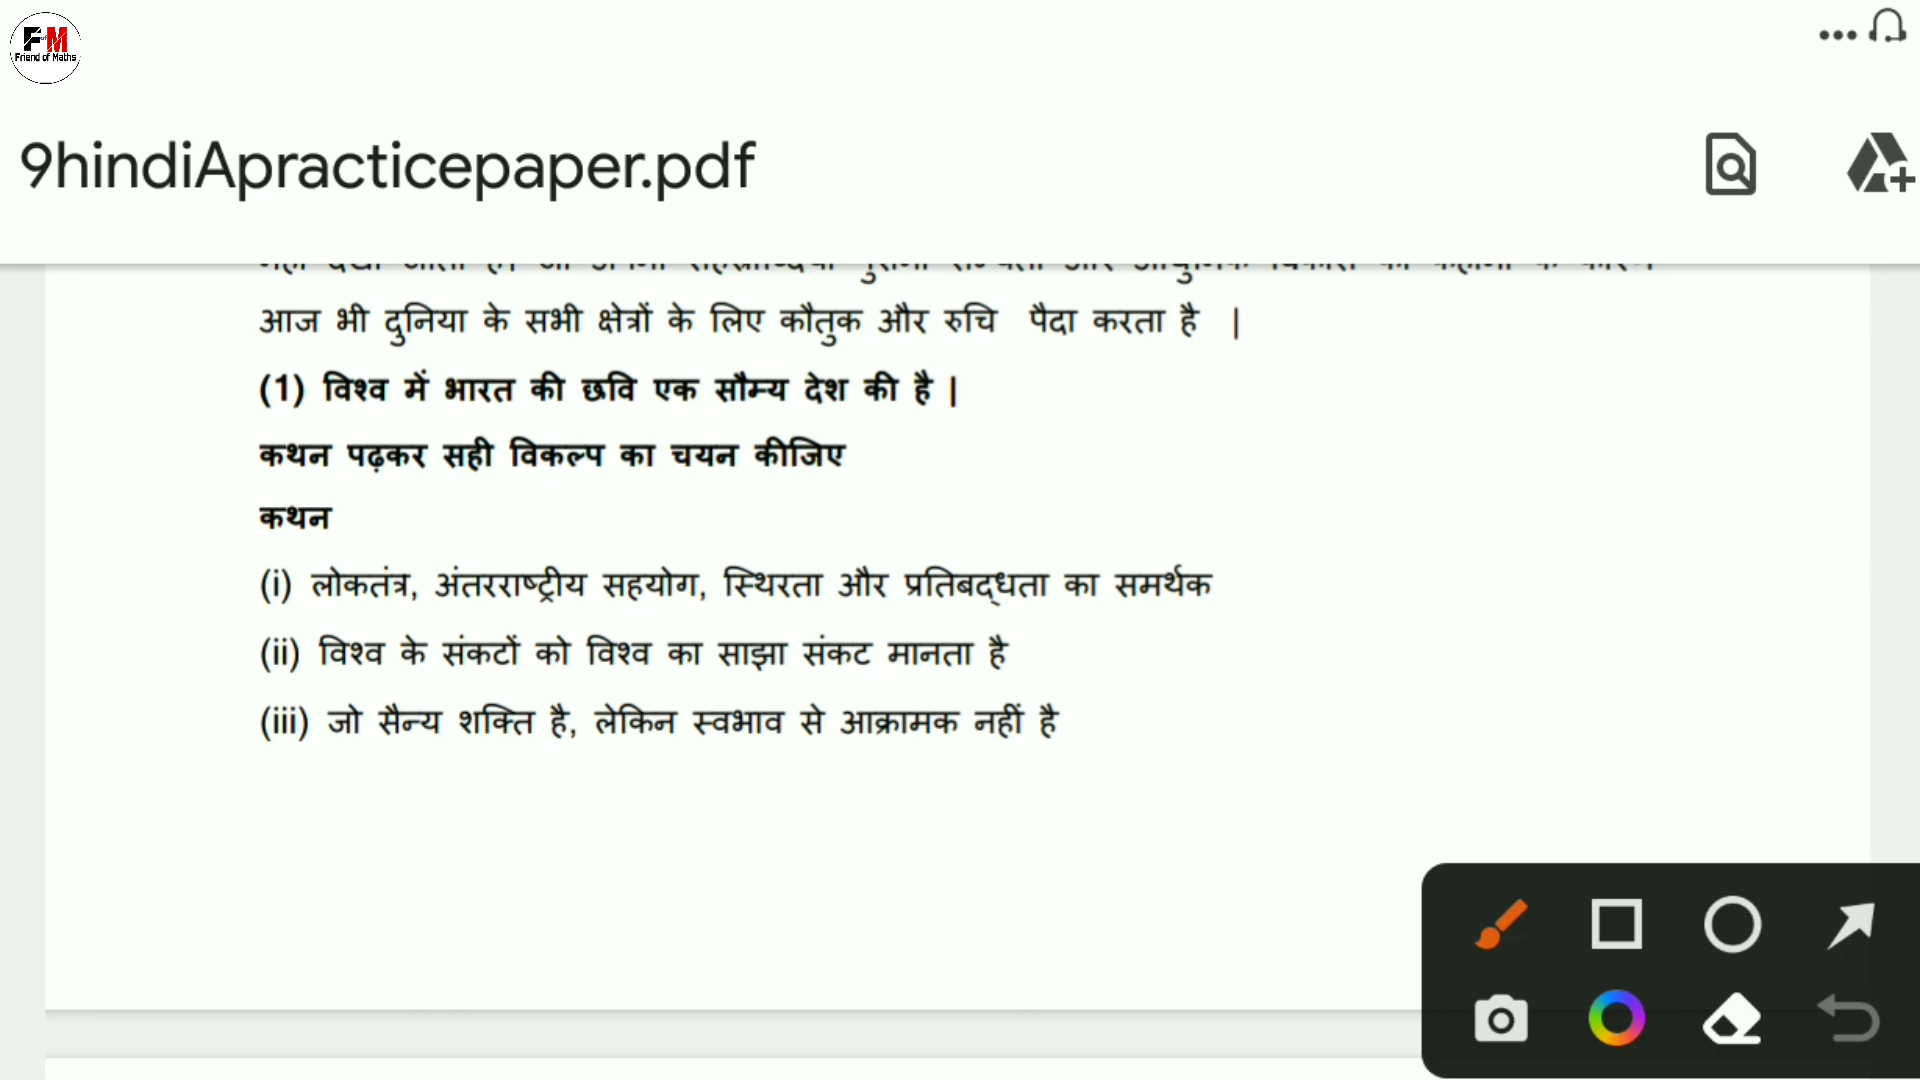 FM
Friend of Maths
9hindiApracticepaper.pdf
आज भी दुनिया के सभी क्षेत्रों के लिए कौतुक और रुचि पैदा करता है |
(1) विश्व में भारत की छवि एक सौम्य देश की है |
कथन पढ़कर सही विकल्प का चयन कीजिए
कथन
(i) लोकतंत्र, अंतरराष्ट्रीय सहयोग, स्थिरता और प्रतिबद्धता का समर्थक
(ii) विश्व के संकटों को विश्व का साझा संकट मानता है
(iii) जो सैन्य शक्ति है, लेकिन स्वभाव से आक्रामक नहीं है